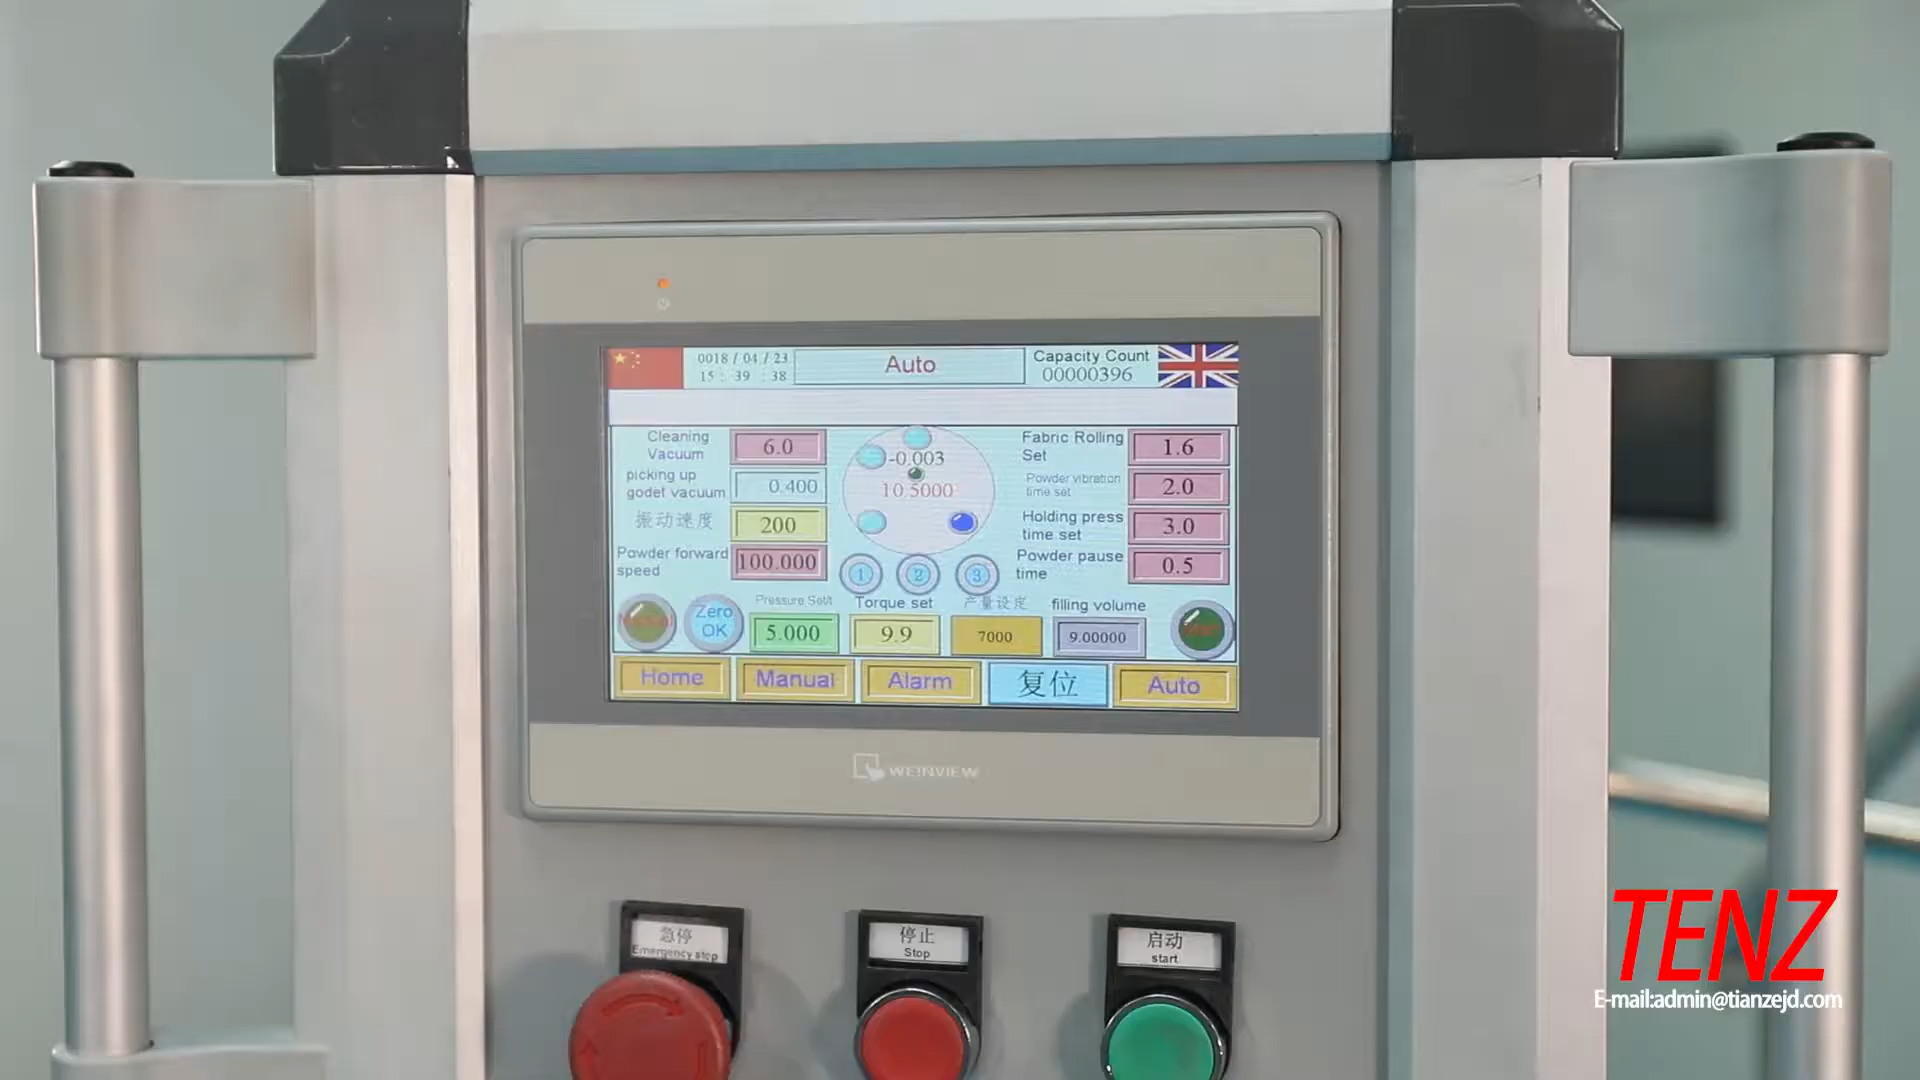 0018 / 04 / 23
15 : 39 : 38
Auto
Capacity Count
00000396
Cleaning
Vacuum
6.0
picking up
godet vacuum
0.400
振动速度
200
Powder forward
speed
100.000
-0.003
10.5000
1
2
3
Fabric Rolling
Set
1.6
Powder vibration
time set
2.0
Holding press
time set
3.0
Powder pause
time
0.5
Zero
OK
Pressure Set/t
5.000
Torque set
9.9
产量设定
7000
filling volume
9.00000
Home
Manual
Alarm
复位
Auto
WEINVIEW
急停
Emergency stop
停止
Stop
启动
start
TENZ
E-mail:admin@tianzejd.com